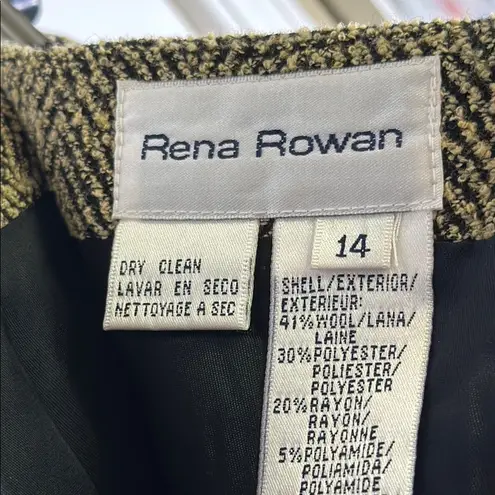 Rena Rowan
14
DRY CLEAN
LAVAR EN SECO
NETTOYAGE A SEC
SHELL/EXTERIOR/
EXTERIEUR:
41% WOOL/LANA/
LAINE
30% POLYESTER/
POLIESTER/
POLYESTER
20% RAYON/
RAYON/
RAYONNE
5% POLYAMIDE/
POLIAMIDA/
POLYAMIDE